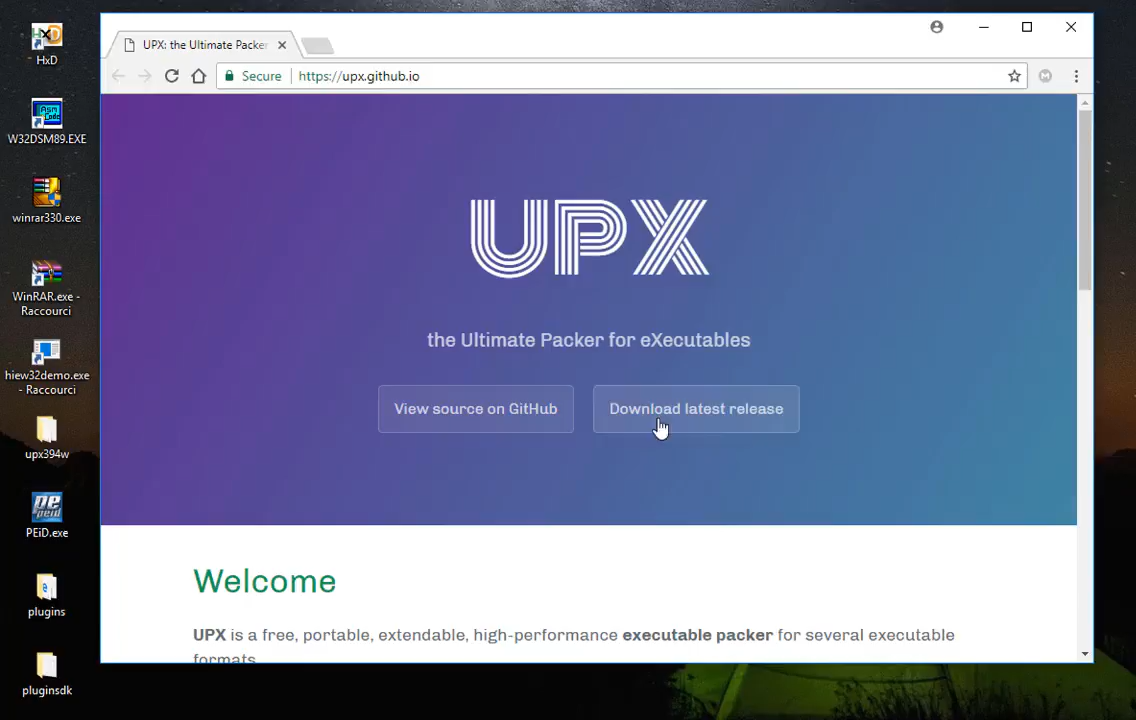 HxD
W32DSM89.EXE
winrar330.exe
WinRAR.exe -
Raccourci
hiew32demo.exe
- Raccourci
upx394w
PEiD.exe
plugins
pluginsdk
UPX: the Ultimate Packer
Secure
https://upx.github.io
UPX
the Ultimate Packer for eXecutables
View source on GitHub
Download latest release
Welcome
UPX is a free, portable, extendable, high-performance executable packer for several executable
formats.